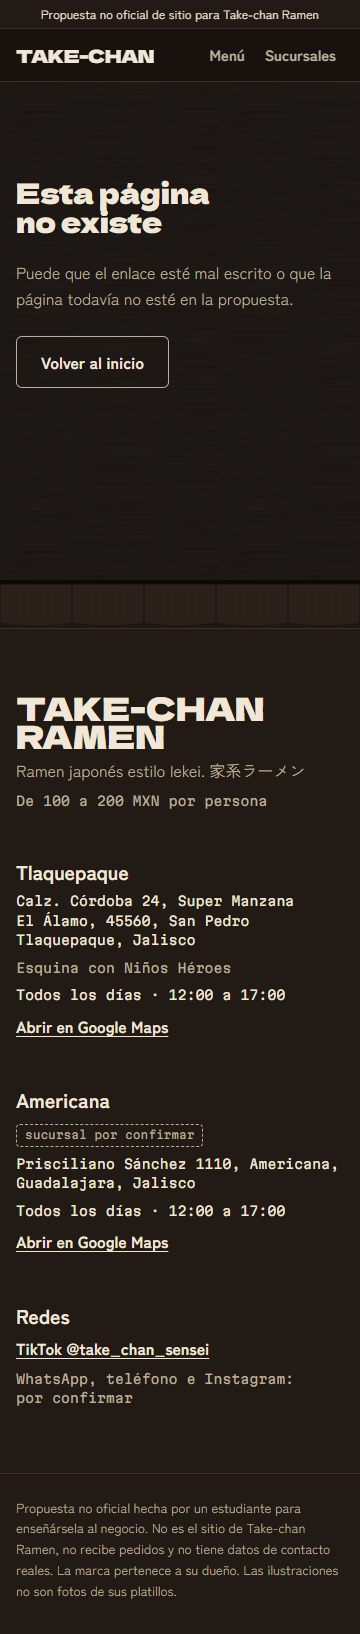 Propuesta no oficial de sitio para Take-chan Ramen
TAKE-CHAN
Menú
Sucursales
Esta página
no existe
Puede que el enlace esté mal escrito o que la
página todavía no esté en la propuesta.
Volver al inicio
TAKE-CHAN
RAMEN
Ramen japonés estilo Iekei. 家系ラーメン
De 100 a 200 MXN por persona
Tlaquepaque
Calz. Córdoba 24, Super Manzana
El Álamo, 45560, San Pedro
Tlaquepaque, Jalisco
Esquina con Niños Héroes
Todos los días · 12:00 a 17:00
Abrir en Google Maps
Americana
sucursal por confirmar
Prisciliano Sánchez 1110, Americana,
Guadalajara, Jalisco
Todos los días · 12:00 a 17:00
Abrir en Google Maps
Redes
TikTok @take_chan_sensei
WhatsApp, teléfono e Instagram:
por confirmar
Propuesta no oficial hecha por un estudiante para
enseñársela al negocio. No es el sitio de Take-chan
Ramen, no recibe pedidos y no tiene datos de contacto
reales. La marca pertenece a su dueño. Las ilustraciones
no son fotos de sus platillos.